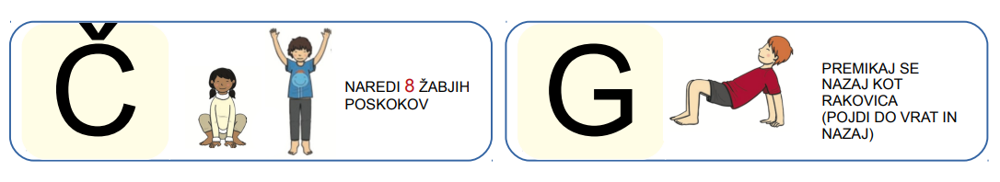 Č
NAREDI 8 ŽABJIH
POSKOKOV
G
PREMIKAJ SE
NAZAJ KOT
RAKOVICA
(POJDI DO VRAT IN
NAZAJ)